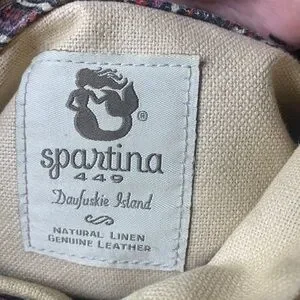 ®
spartina
449
Daufuskie Island
NATURAL LINEN
GENUINE LEATHER